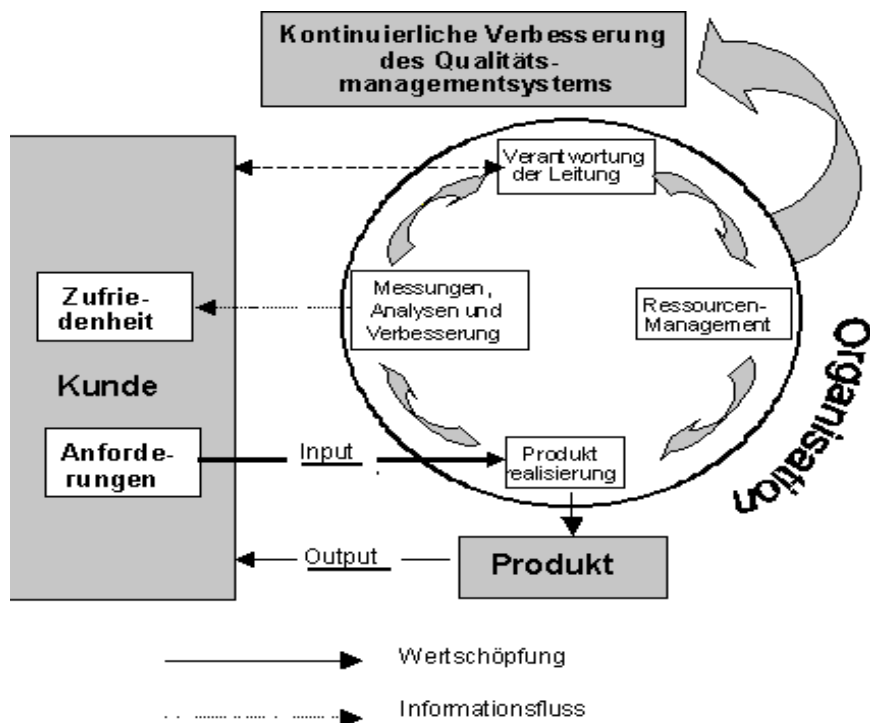 Kontinuierliche Verbesserung
des Qualitäts-
managementsystems
Verantwortung
der Leitung
Messungen,
Analysen und
Verbesserung
Ressourcen-
Management
Zufrie-
denheit
Kunde
Anforde-
rungen
Input
Produkt
realisierung
Organisation
Output
Produkt
Wertschöpfung
Informationsfluss